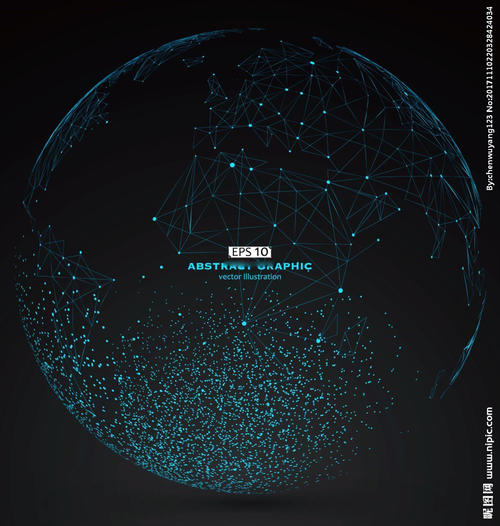 EPS 10
ABSTRACT GRAPHIC
vector Illustration
By:chenwuyang123 No:20171110220328424034
昵图网 www.nipic.com